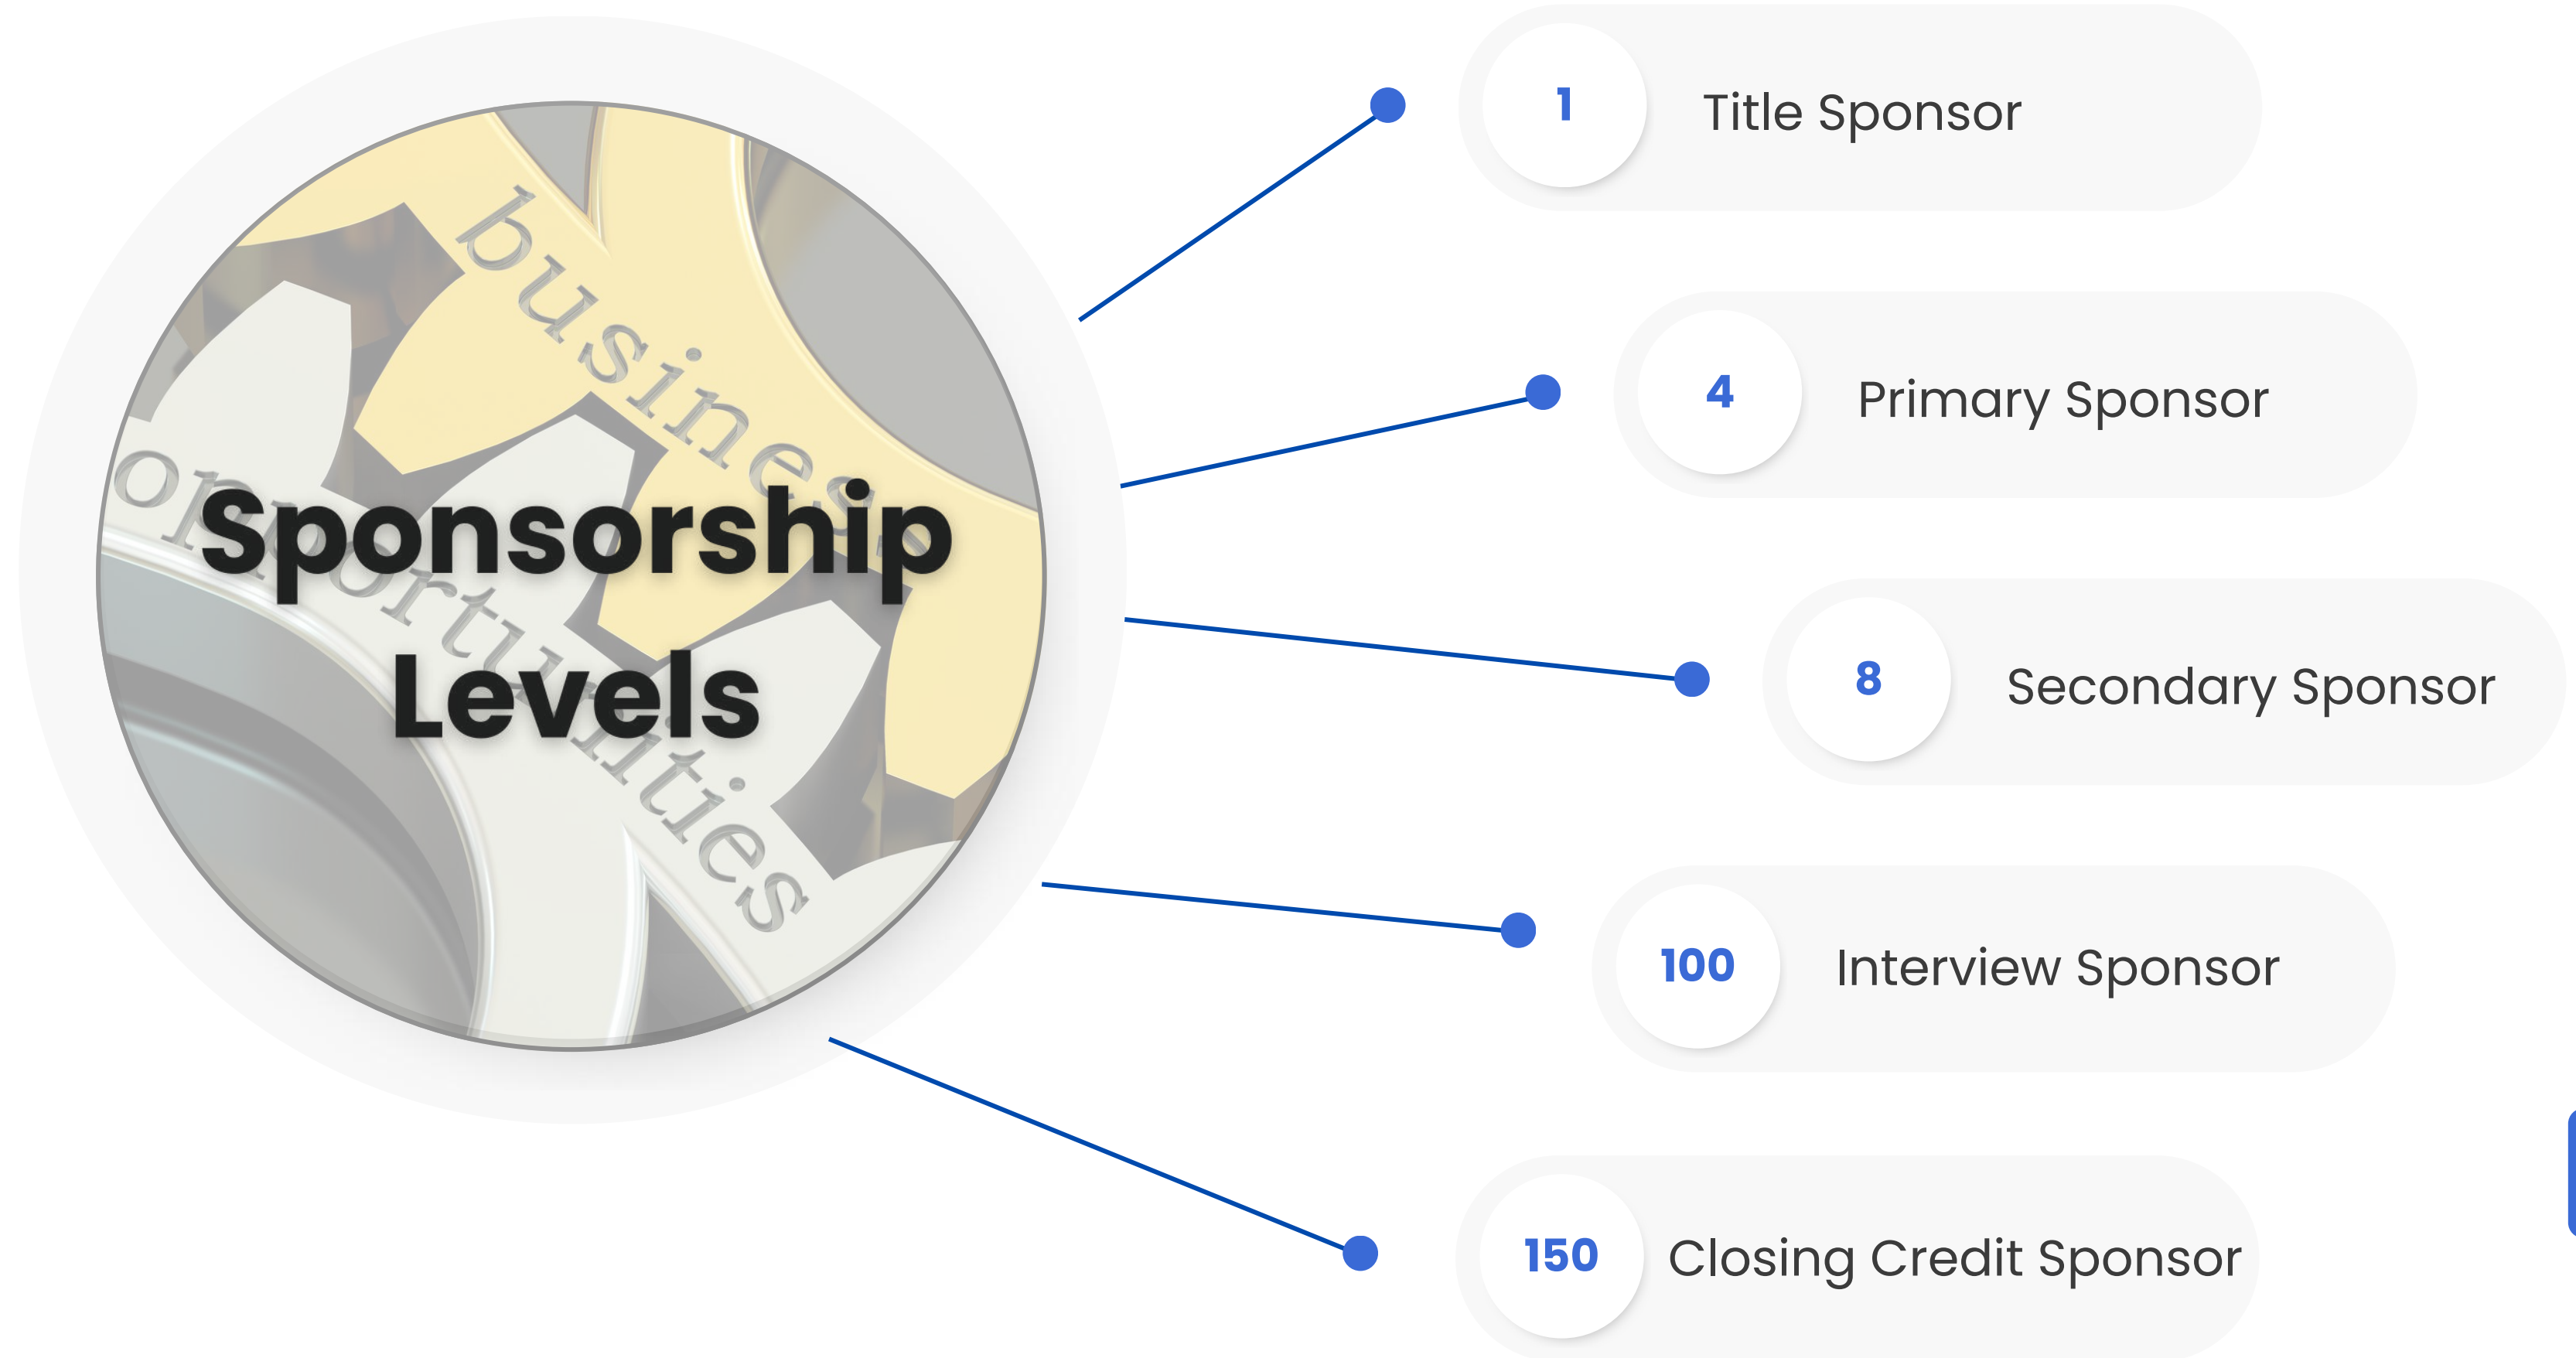 business
opportunities
Sponsorship
Levels
1
Title Sponsor
4
Primary Sponsor
8
Secondary Sponsor
100
Interview Sponsor
150
Closing Credit Sponsor